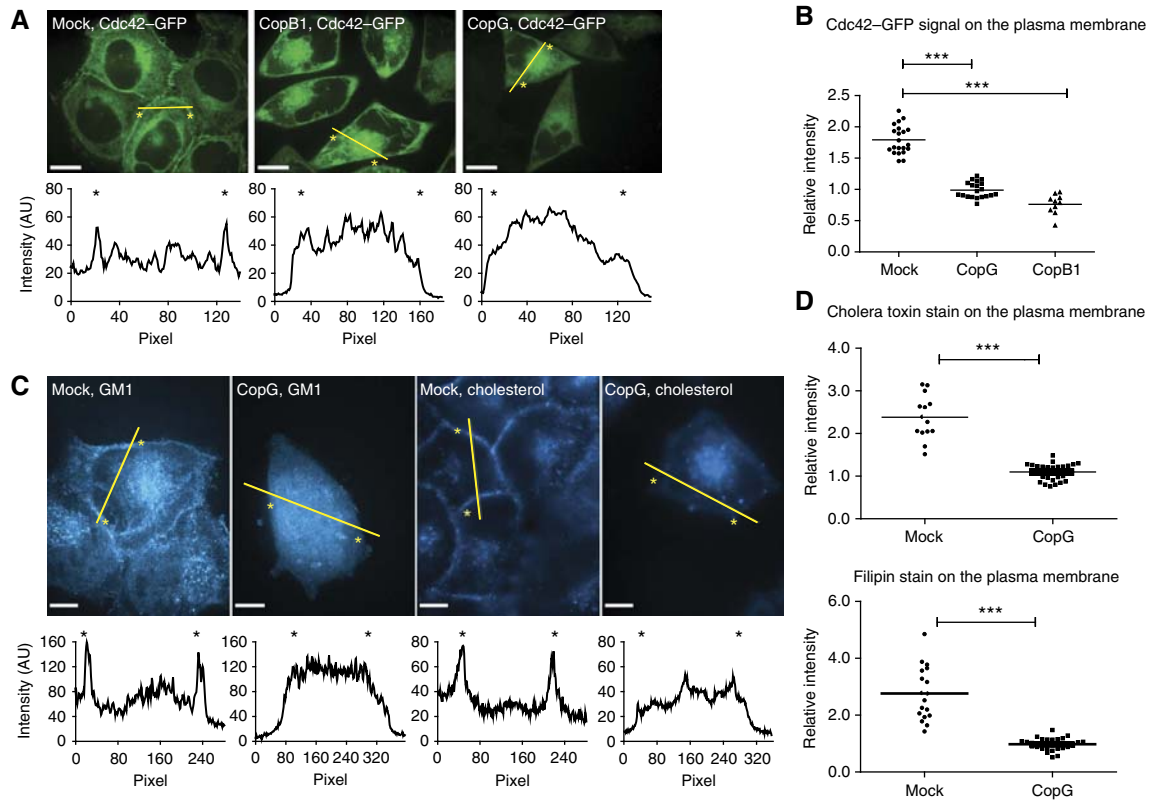 A
Mock, Cdc42–GFP
CopB1, Cdc42–GFP
CopG, Cdc42–GFP
* *
* *
* *
Intensity (AU)
80
60
40
20
0
0 40 80 120
Pixel
* *
80
60
40
20
0
0 40 80 120 160
Pixel
* *
80
60
40
20
0
0 40 80 120
Pixel
* *
B
Cdc42–GFP signal on the plasma membrane
***
***
Relative intensity
2.5
2.0
1.5
1.0
0.5
0.0
Mock CopG CopB1
C
Mock, GM1
CopG, GM1
Mock, cholesterol
CopG, cholesterol
* *
* *
* *
* *
Intensity (AU)
160
120
80
40
0
0 80 160 240
Pixel
* *
160
120
80
40
0
0 80 160 240 320
Pixel
* *
80
60
40
20
0
0 80 160 240
Pixel
* *
80
60
40
20
0
0 80 160 240 320
Pixel
* *
D
Cholera toxin stain on the plasma membrane
***
Relative intensity
4.0
3.0
2.0
1.0
0.0
Mock CopG
Filipin stain on the plasma membrane
***
Relative intensity
6.0
4.0
2.0
0.0
Mock CopG